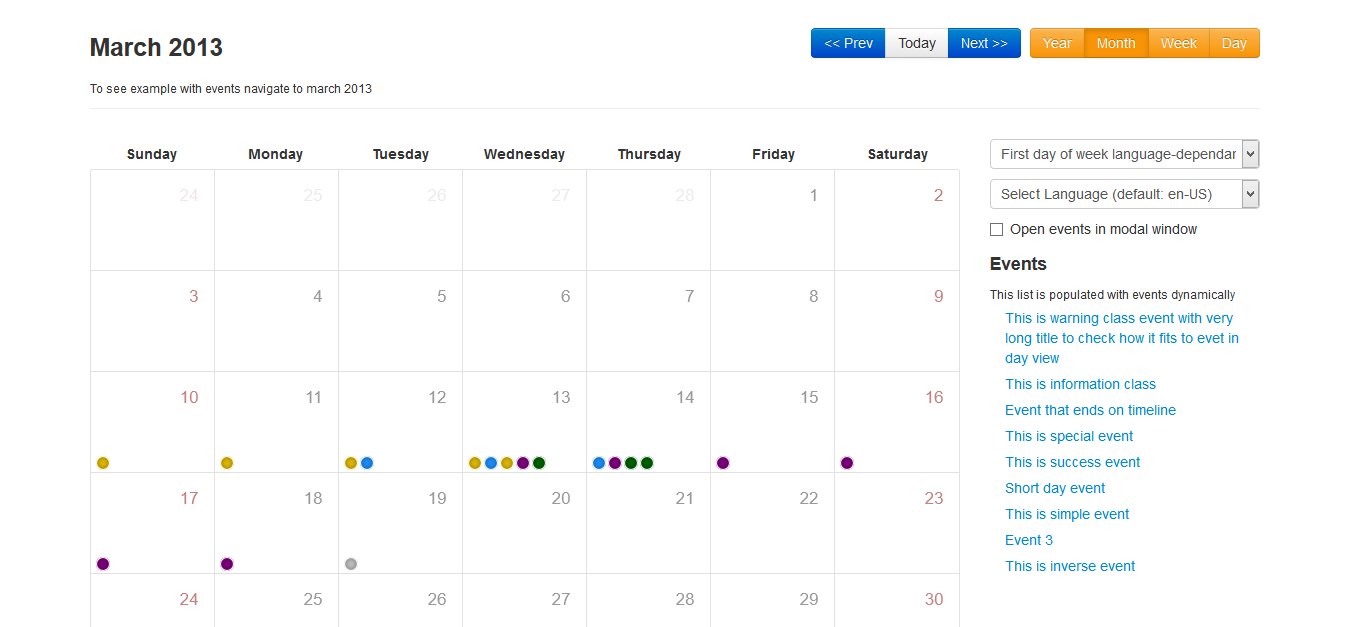 March 2013
<< Prev Today Next >> Year Month Week Day
To see example with events navigate to march 2013
Sunday Monday Tuesday Wednesday Thursday Friday Saturday
24 25 26 27 28 1 2
3 4 5 6 7 8 9
10 11 12 13 14 15 16
17 18 19 20 21 22 23
24 25 26 27 28 29 30
First day of week language-dependan
Select Language (default: en-US)
Open events in modal window
Events
This list is populated with events dynamically
This is warning class event with very
long title to check how it fits to evet in
day view
This is information class
Event that ends on timeline
This is special event
This is success event
Short day event
This is simple event
Event 3
This is inverse event